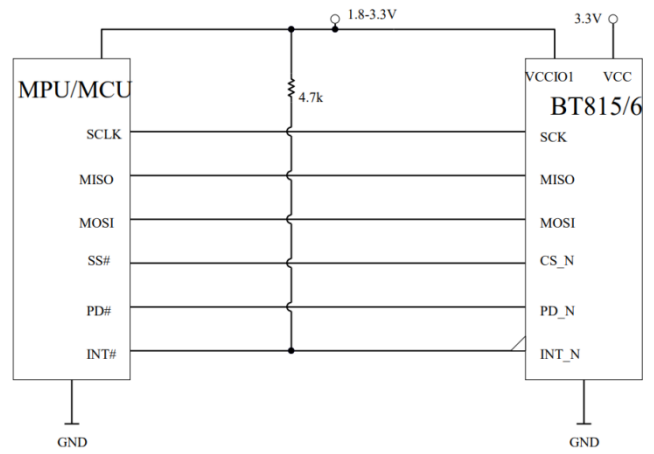 1.8-3.3V
3.3V
MPU/MCU
VCCIO1
VCC
BT815/6
4.7k
SCLK
SCK
MISO
MISO
MOSI
MOSI
SS#
CS_N
PD#
PD_N
INT#
INT_N
GND
GND